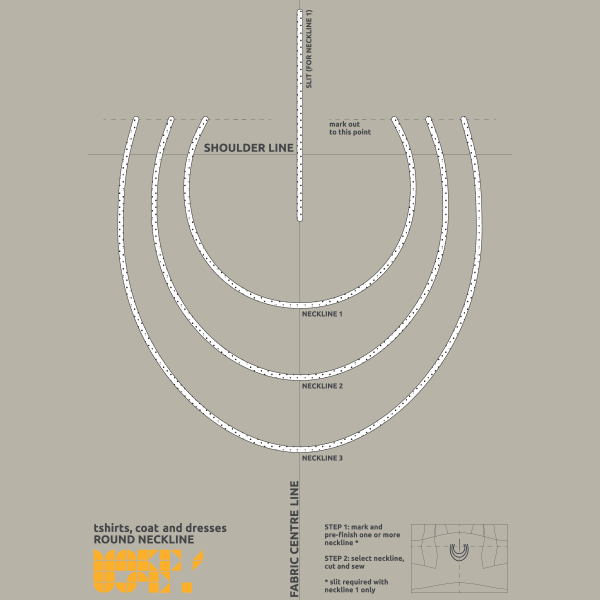 SLIT (FOR NECKLINE 1)
mark out
to this point
SHOULDER LINE
NECKLINE 1
NECKLINE 2
NECKLINE 3
FABRIC CENTRE LINE
tshirts, coat and dresses
ROUND NECKLINE
STEP 1: mark and
pre-finish one or more
neckline *
STEP 2: select neckline,
cut and sew
* slit required with
neckline 1 only